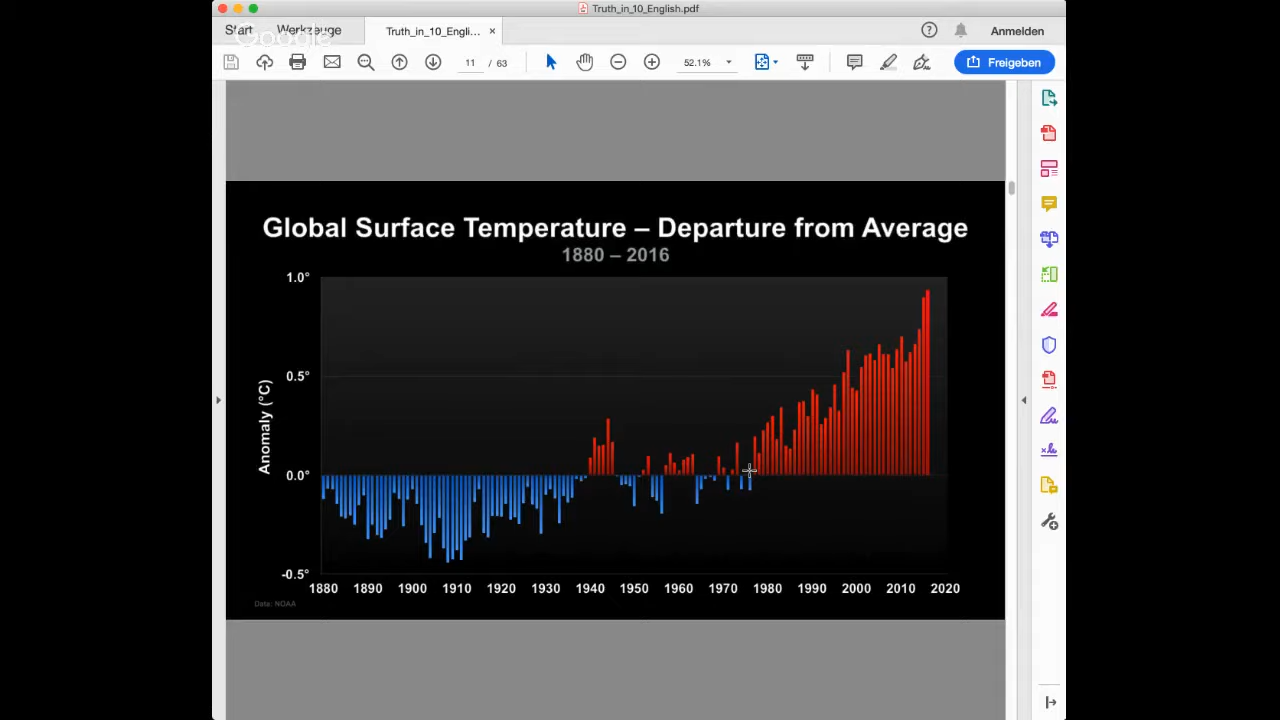 Truth_in_10_English.pdf
Start Werkzeuge Truth_in_10_Engli... × Anmelden
Google
11 / 63 52.1% Freigeben
Global Surface Temperature – Departure from Average
1880 – 2016
1.0°
0.5°
Anomaly (°C)
0.0°
-0.5°
1880 1890 1900 1910 1920 1930 1940 1950 1960 1970 1980 1990 2000 2010 2020
Data: NOAA